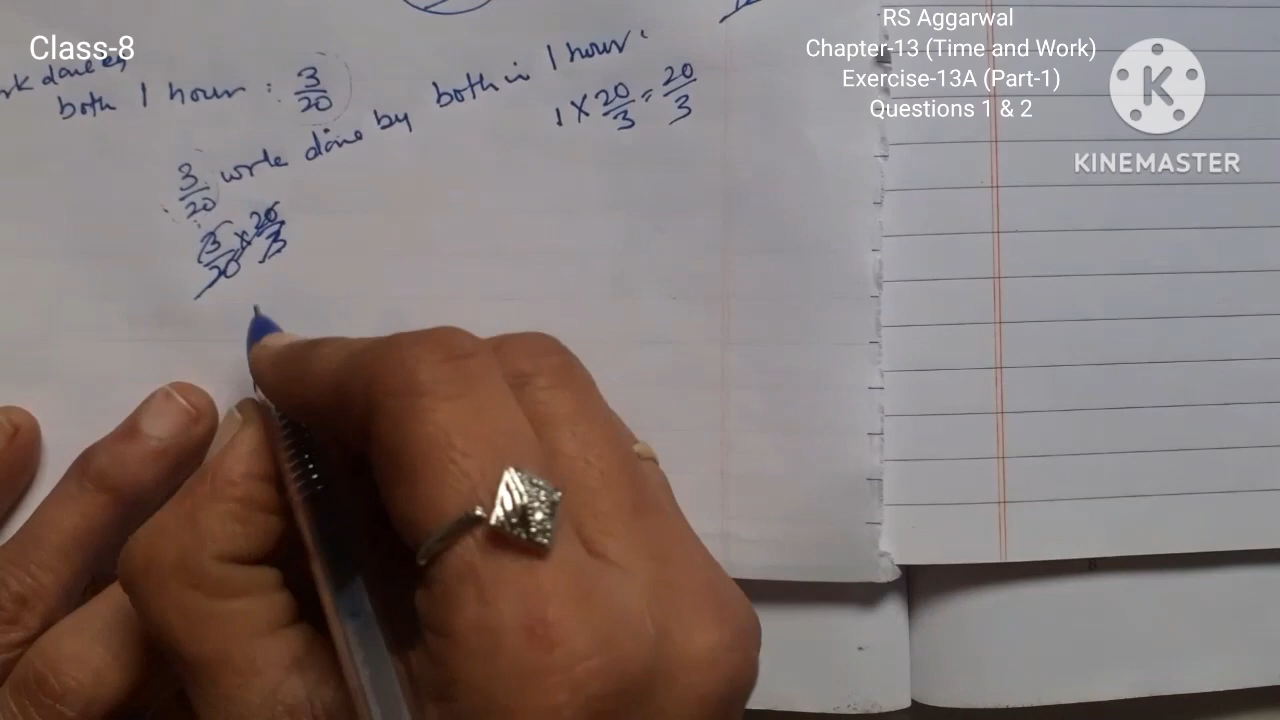 Class-8
RS Aggarwal
Chapter-13 (Time and Work)
Exercise-13A (Part-1)
Questions 1 & 2
KINEMASTER
both 1 hour : 3/20
3/20 work done by both in 1 hour
1 × 20/3 = 20/3
3/20 × 20/3